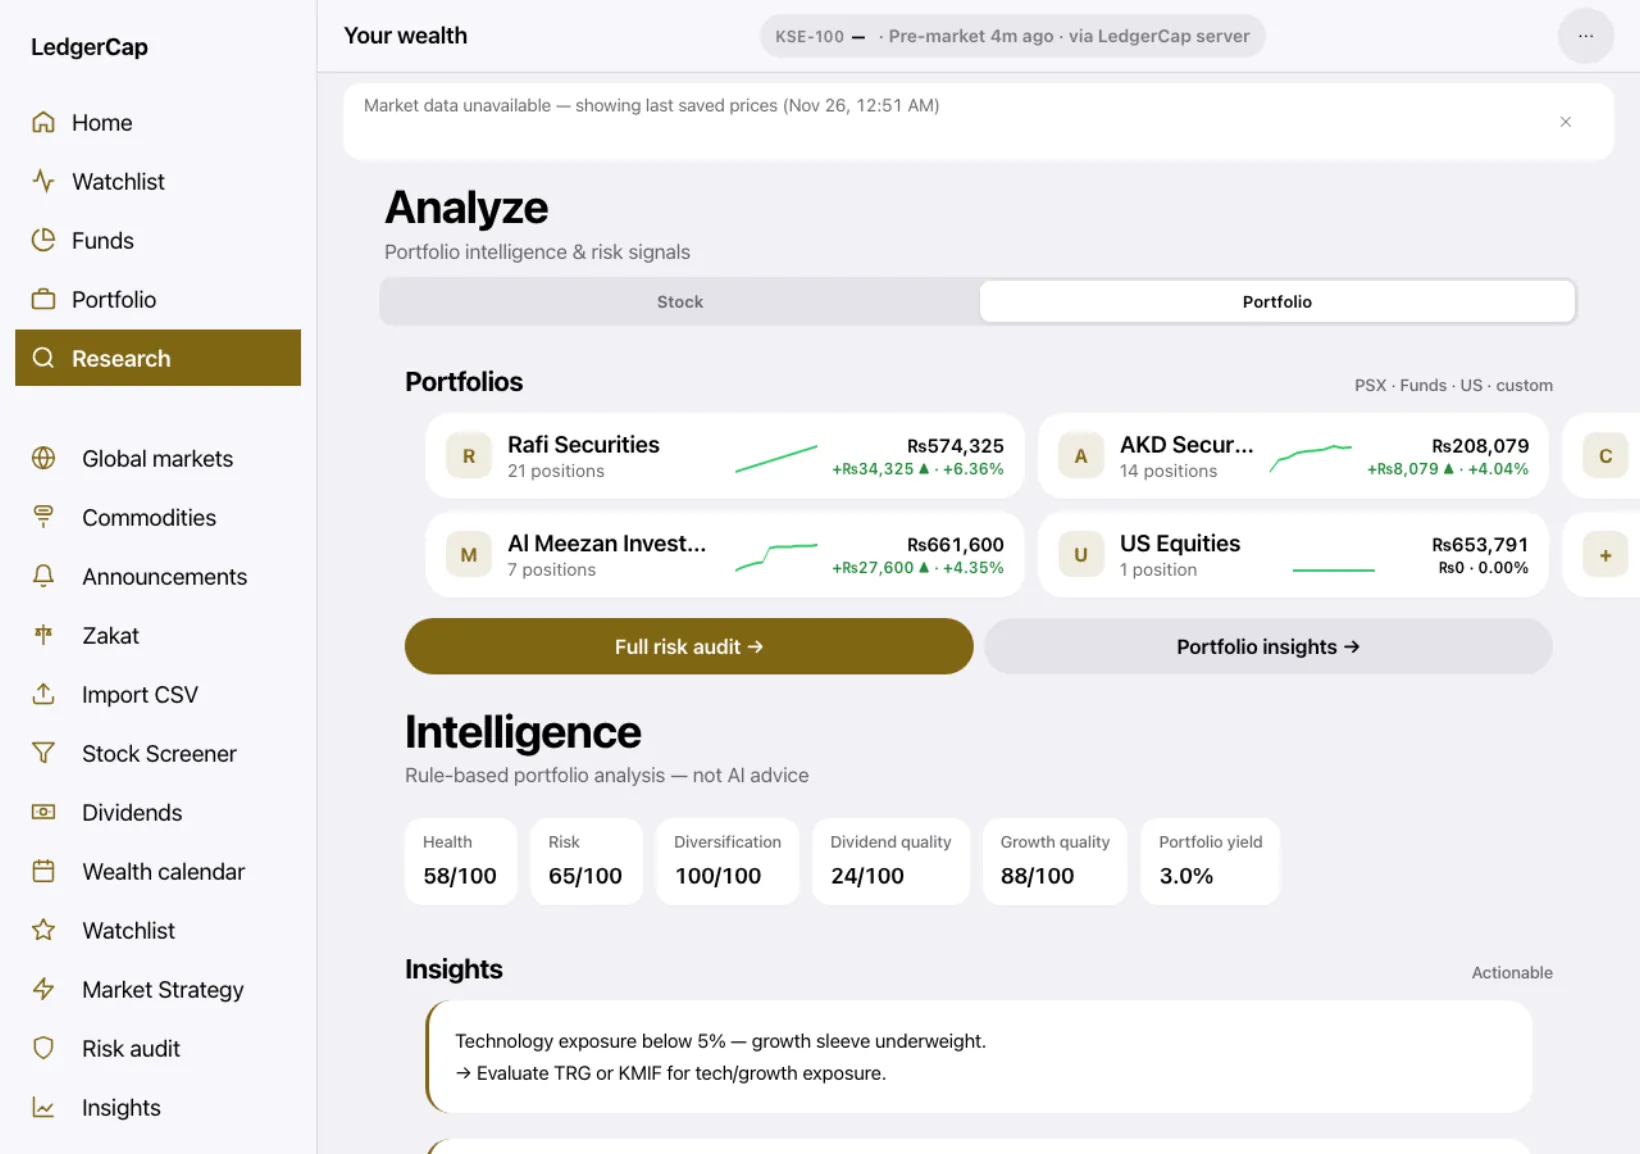 LedgerCap
Home
Watchlist
Funds
Portfolio
Research
Global markets
Commodities
Announcements
Zakat
Import CSV
Stock Screener
Dividends
Wealth calendar
Watchlist
Market Strategy
Risk audit
Insights
Your wealth
KSE-100 — · Pre-market 4m ago · via LedgerCap server
...
Market data unavailable — showing last saved prices (Nov 26, 12:51 AM)
×
Analyze
Portfolio intelligence & risk signals
Stock
Portfolio
Portfolios
PSX · Funds · US · custom
R
Rafi Securities
21 positions
₨574,325
+₨34,325 ▲ · +6.36%
A
AKD Secur...
14 positions
₨208,079
+₨8,079 ▲ · +4.04%
C
M
Al Meezan Invest...
7 positions
₨661,600
+₨27,600 ▲ · +4.35%
U
US Equities
1 position
₨653,791
₨0 · 0.00%
+
Full risk audit →
Portfolio insights →
Intelligence
Rule-based portfolio analysis — not AI advice
Health
58/100
Risk
65/100
Diversification
100/100
Dividend quality
24/100
Growth quality
88/100
Portfolio yield
3.0%
Insights
Actionable
Technology exposure below 5% — growth sleeve underweight.
→ Evaluate TRG or KMIF for tech/growth exposure.